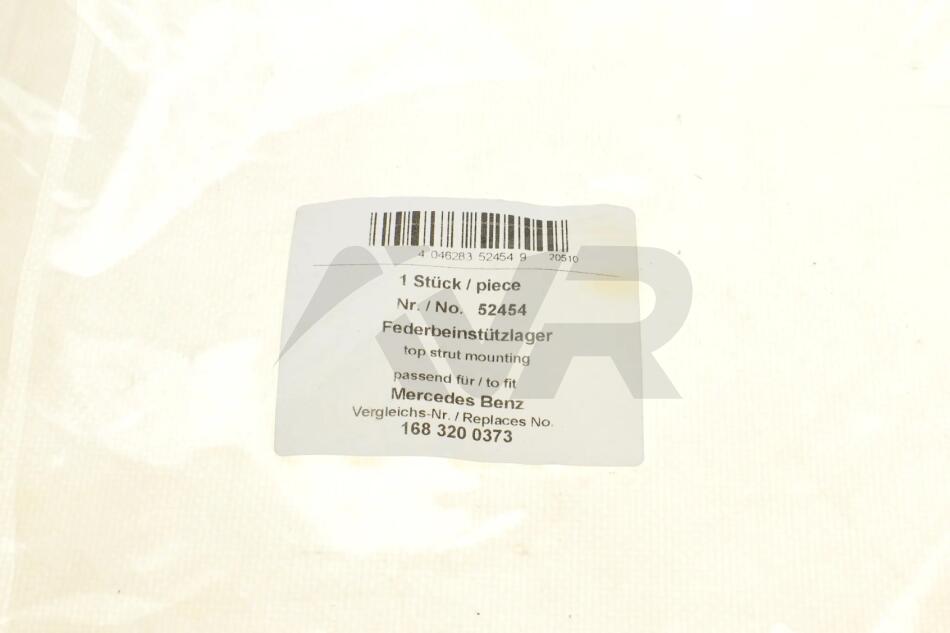 4 046283 52454 9 20510
1 Stück / piece
Nr. / No. 52454
Federbeinstützlager
top strut mounting
passend für / to fit
Mercedes Benz
Vergleichs-Nr. / Replaces No.
168 320 0373
VR